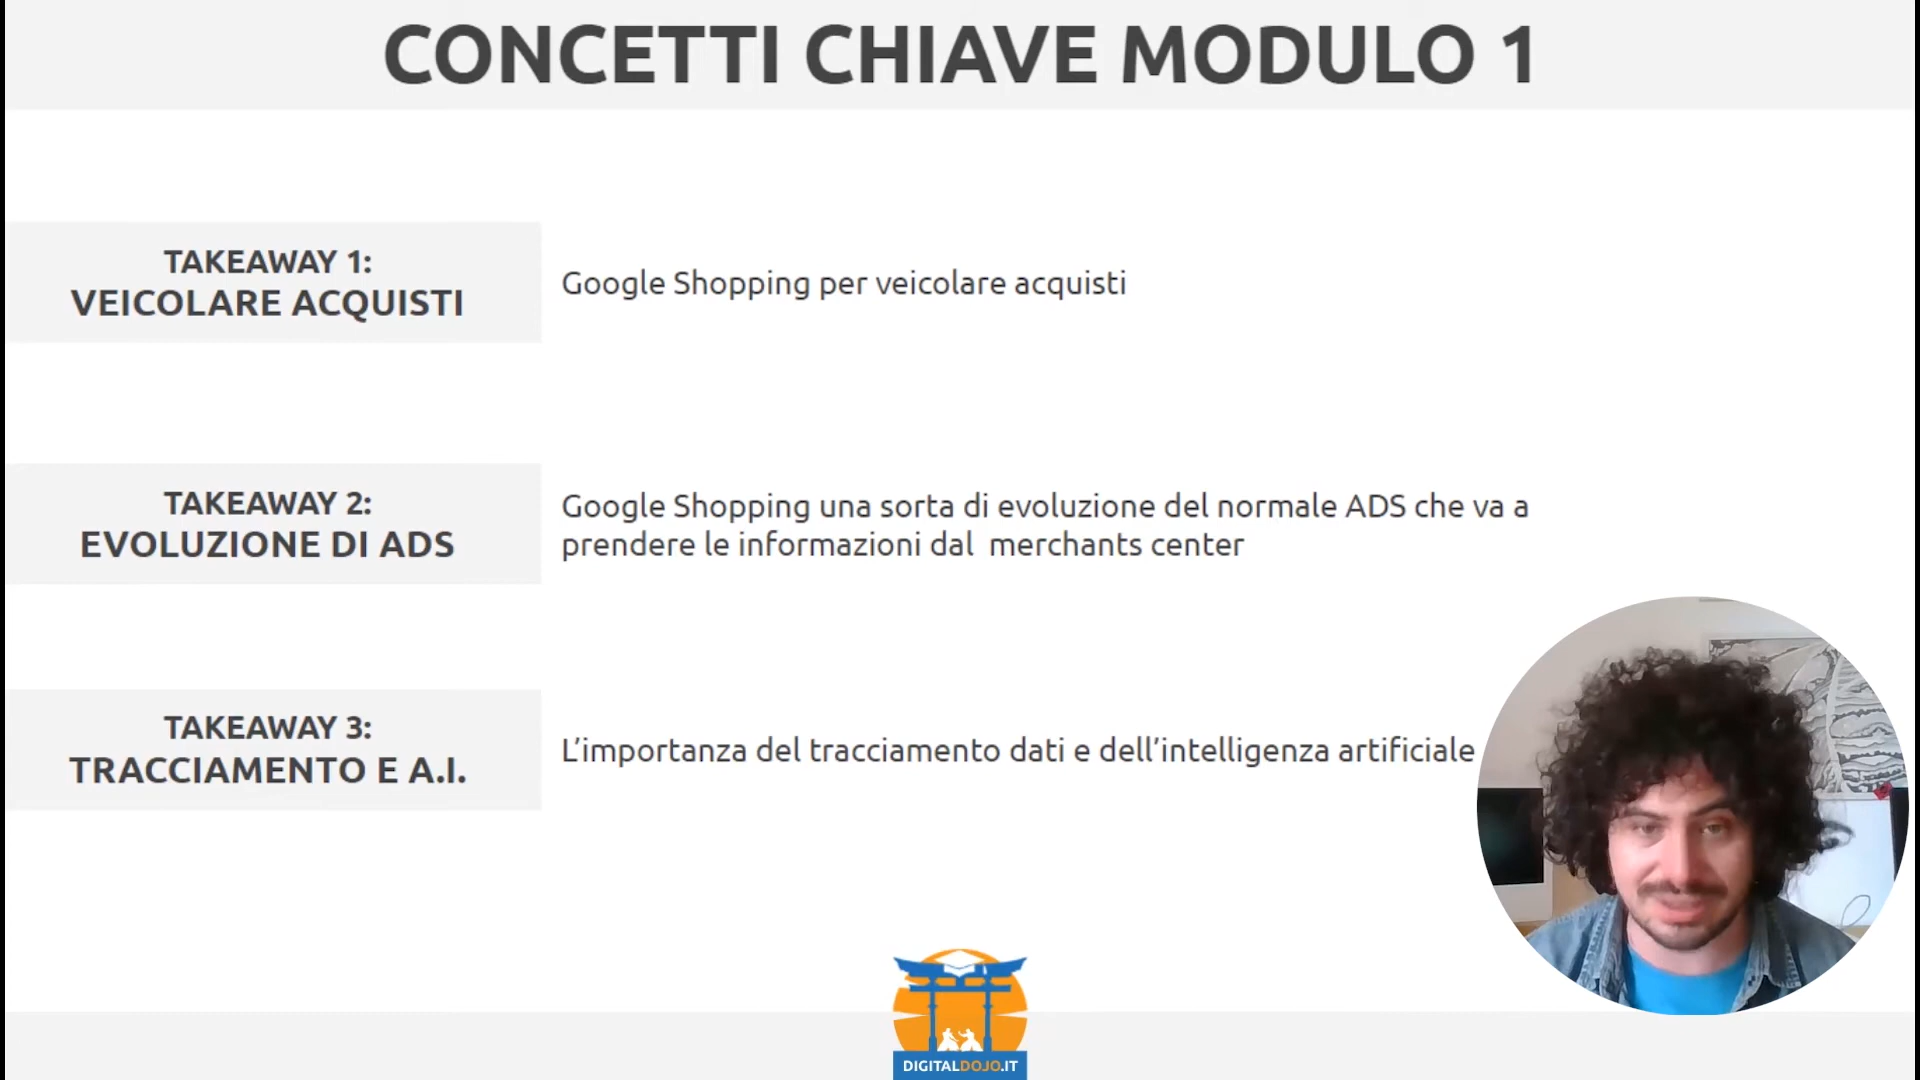 CONCETTI CHIAVE MODULO 1
TAKEAWAY 1:
VEICOLARE ACQUISTI
Google Shopping per veicolare acquisti
TAKEAWAY 2:
EVOLUZIONE DI ADS
Google Shopping una sorta di evoluzione del normale ADS che va a
prendere le informazioni dal  merchants center
TAKEAWAY 3:
TRACCIAMENTO E A.I.
L’importanza del tracciamento dati e dell’intelligenza artificiale
DIGITALDOJO.IT